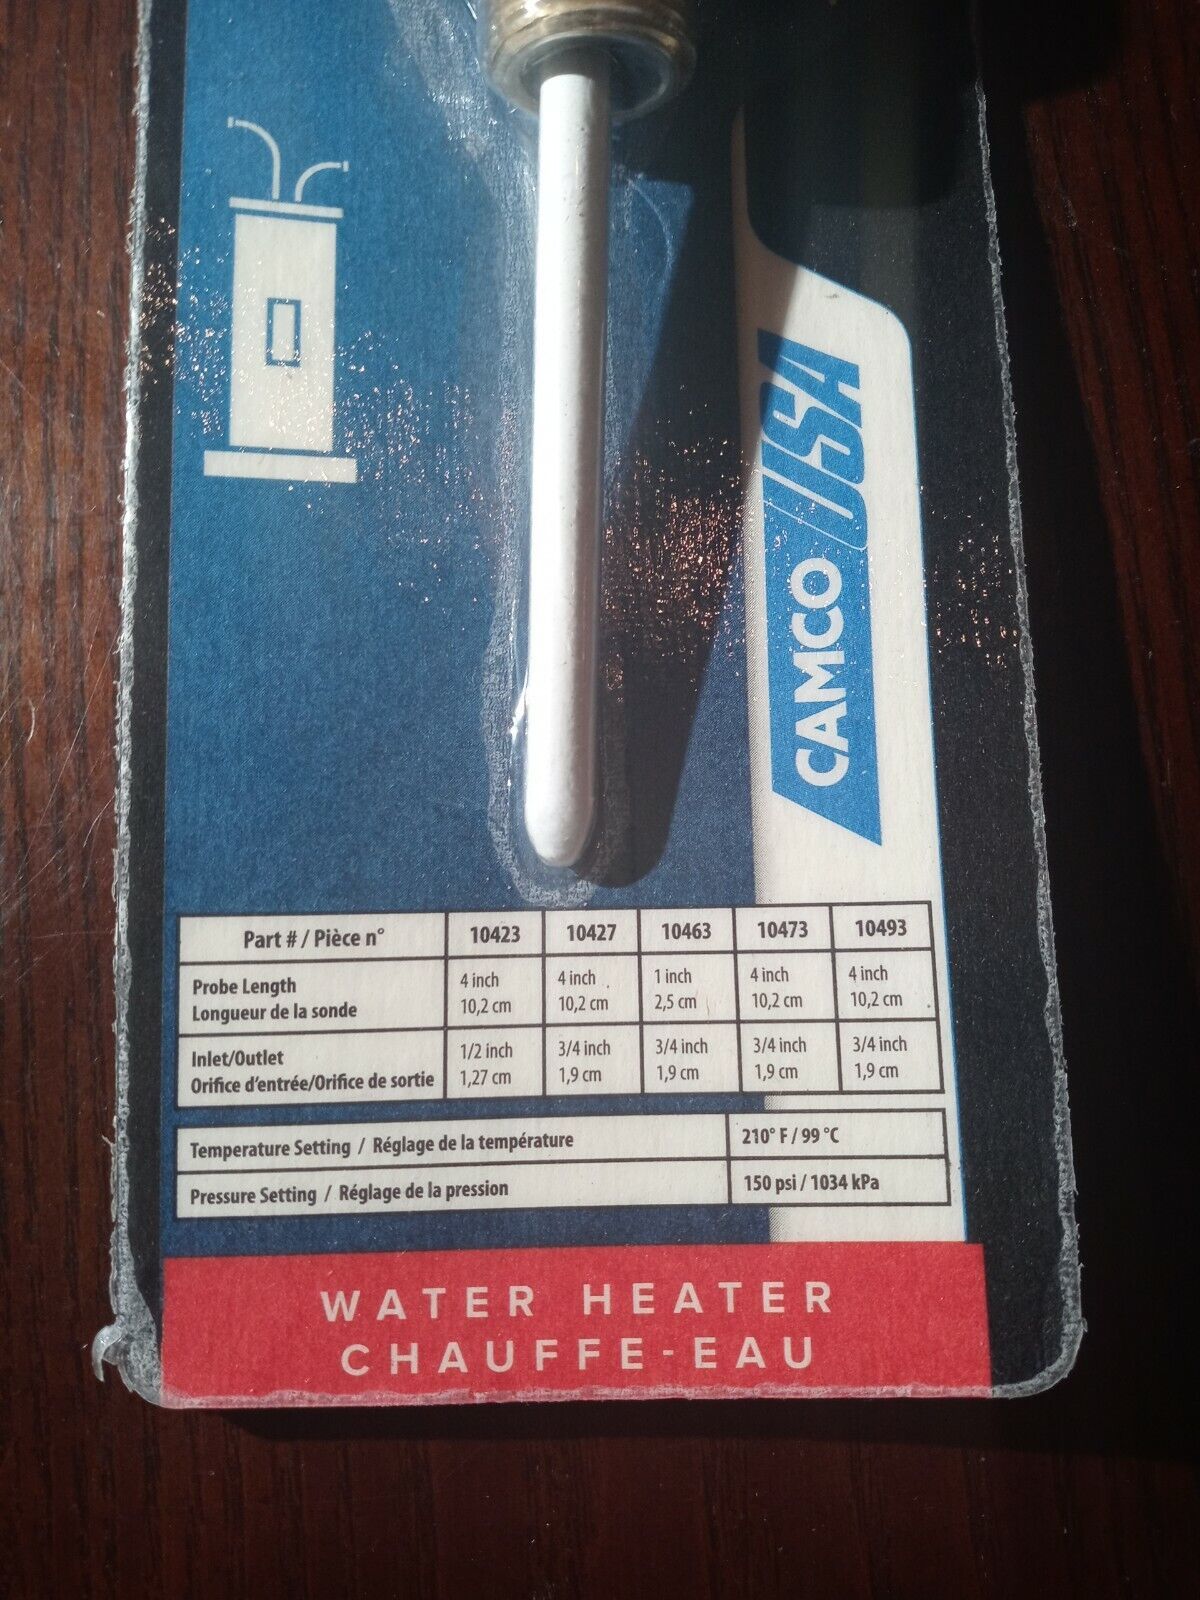 CAMCO USA
Part # / Pièce n° 10423 10427 10463 10473 10493
Probe Length 4 inch 4 inch 1 inch 4 inch 4 inch
Longueur de la sonde 10,2 cm 10,2 cm 2,5 cm 10,2 cm 10,2 cm
Inlet/Outlet 1/2 inch 3/4 inch 3/4 inch 3/4 inch 3/4 inch
Orifice d'entrée/Orifice de sortie 1,27 cm 1,9 cm 1,9 cm 1,9 cm 1,9 cm
Temperature Setting / Réglage de la température 210° F / 99 °C
Pressure Setting / Réglage de la pression 150 psi / 1034 kPa
WATER HEATER
CHAUFFE-EAU